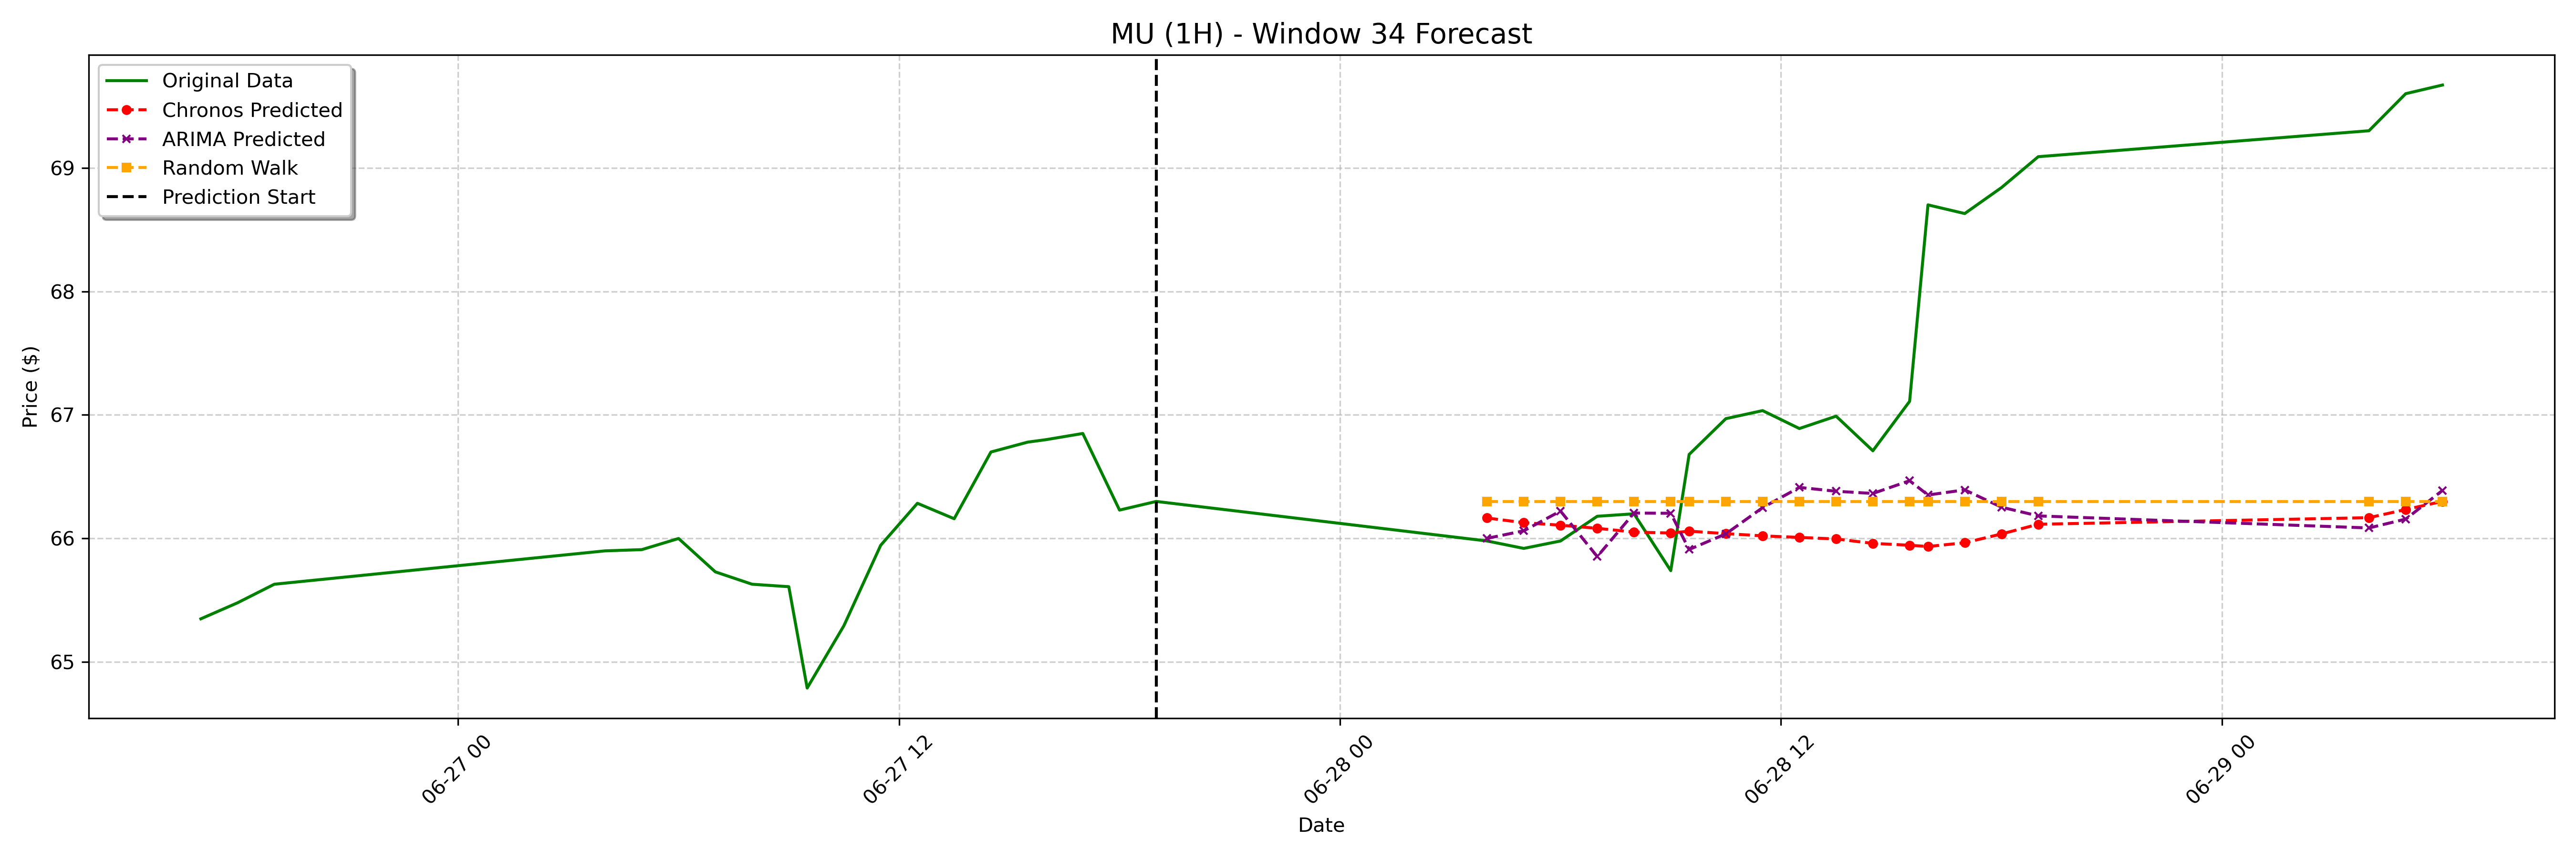 MU (1H) - Window 34 Forecast
Original Data
Chronos Predicted
ARIMA Predicted
Random Walk
Prediction Start
Price ($)
69
68
67
66
65
06-27 00
06-27 12
06-28 00
06-28 12
06-29 00
Date